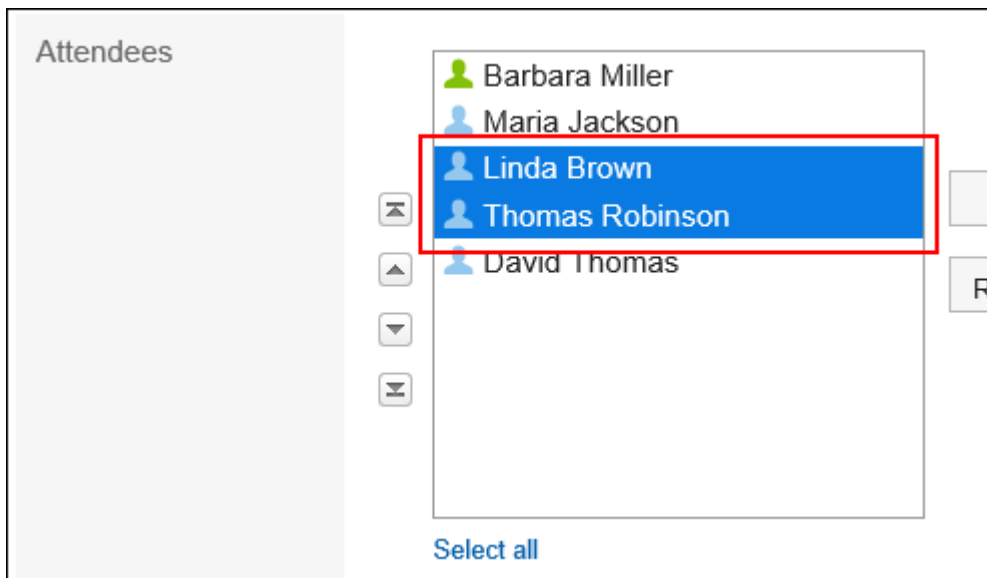 Attendees
Barbara Miller
Maria Jackson
Linda Brown
Thomas Robinson
David Thomas
R
Select all